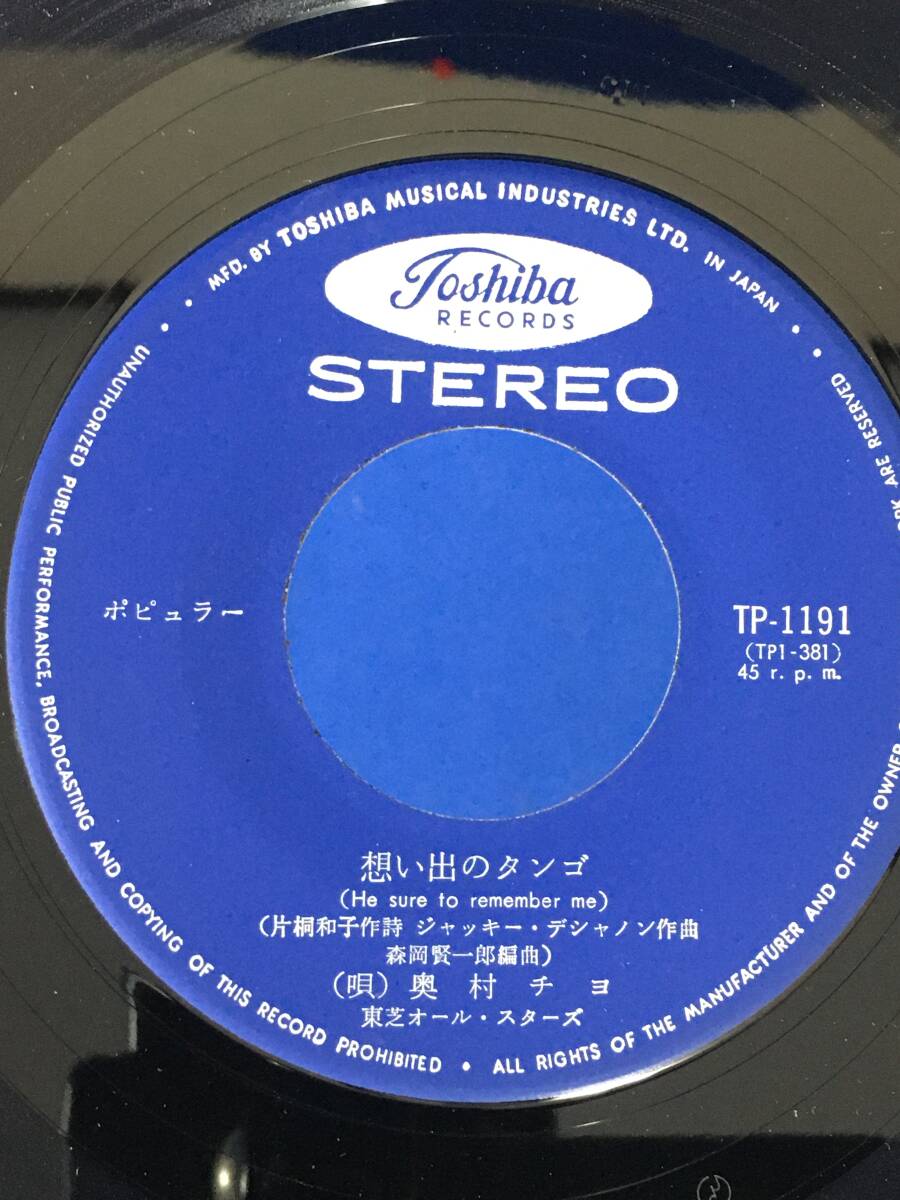 MFD. BY TOSHIBA MUSICAL INDUSTRIES LTD. IN JAPAN
Toshiba
RECORDS
STEREO
ポピュラー
TP-1191
(TP1-381)
45 r. p. m.
想い出のタンゴ
(He sure to remember me)
(片桐和子作詩 ジャッキー・デシャノン作曲
森岡賢一郎編曲)
(唄) 奥村チヨ
東芝オール・スターズ
UNAUTHORIZED PUBLIC PERFORMANCE, BROADCASTING AND COPYING OF THIS RECORD PROHIBITED • ALL RIGHTS OF THE MANUFACTURER AND OF THE OWNER
ARE RESERVED